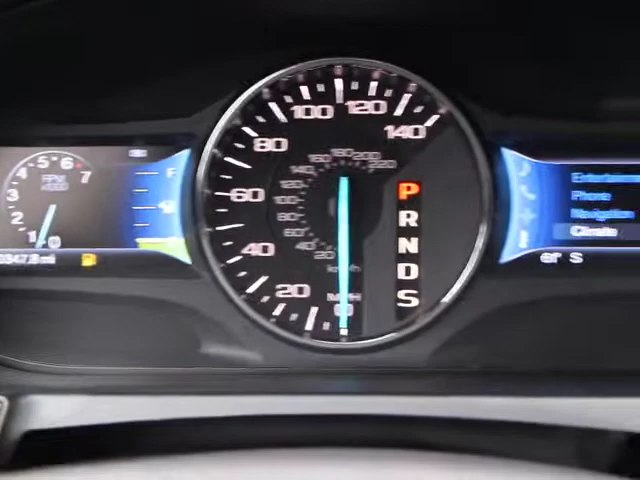 7
6
5
4
3
2
1
0
RPM
x1000
F
140
120
100
80
60
40
20
0
MPH
220
200
180
160
140
120
100
80
60
40
20
km/h
P
R
N
D
S
Entertainment
Phone
Navigation
Climate
S